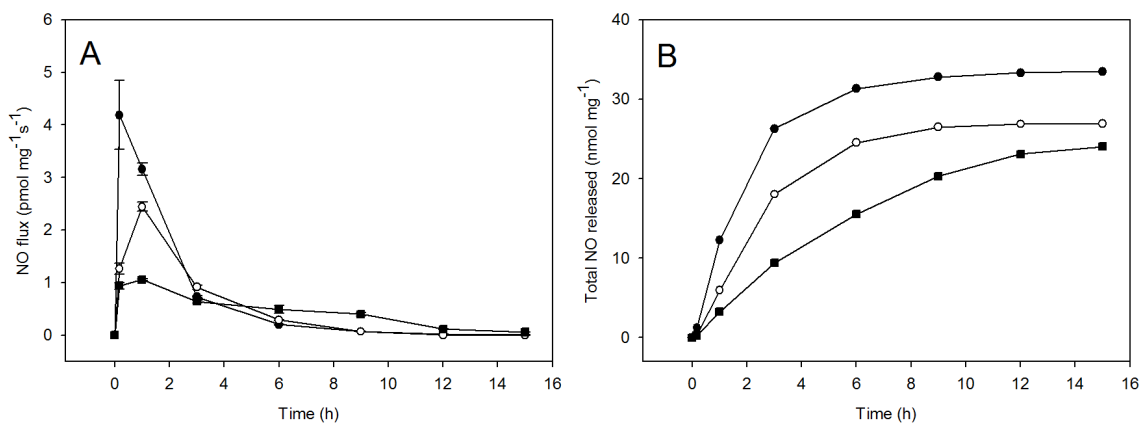 A
NO flux (pmol mg⁻¹s⁻¹)
6
5
4
3
2
1
0
0 2 4 6 8 10 12 14 16
Time (h)
B
Total NO released (nmol mg⁻¹)
40
30
20
10
0
0 2 4 6 8 10 12 14 16
Time (h)